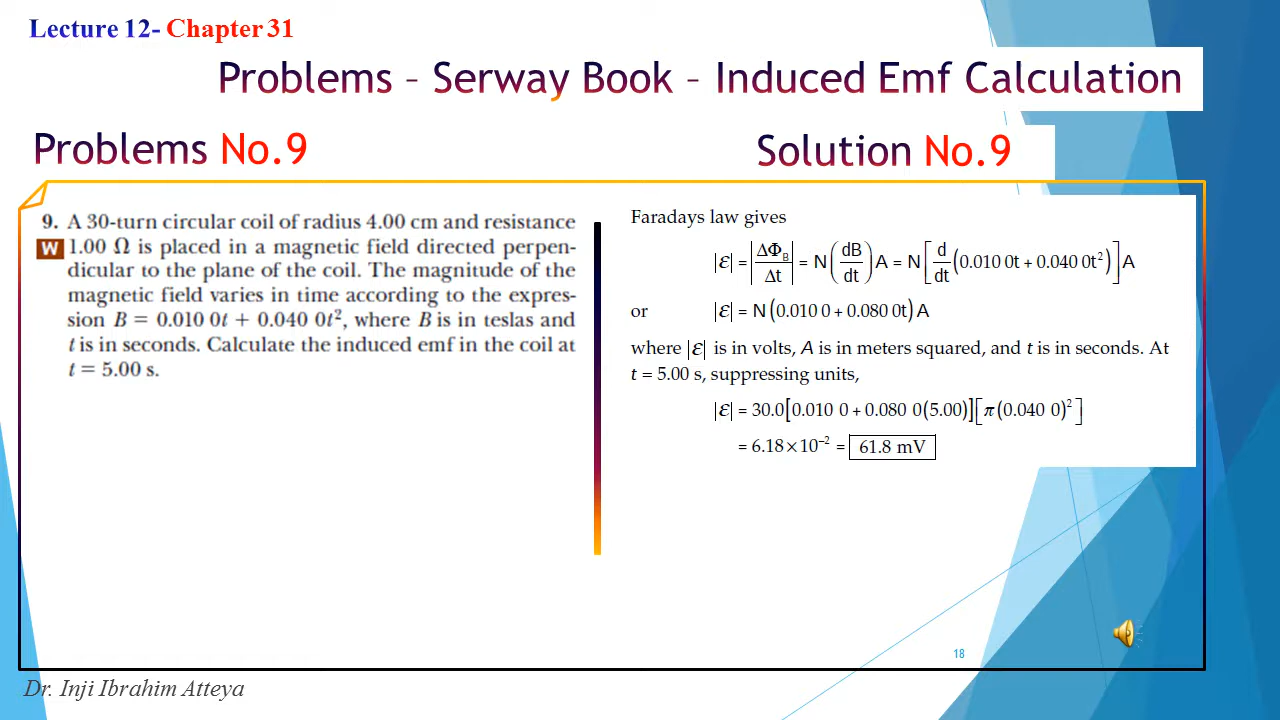 Lecture 12- Chapter 31
Problems – Serway Book – Induced Emf Calculation
Problems No.9
Solution No.9
9. A 30-turn circular coil of radius 4.00 cm and resistance
W 1.00 Ω is placed in a magnetic field directed perpen-
dicular to the plane of the coil. The magnitude of the
magnetic field varies in time according to the expres-
sion B = 0.010 0t + 0.040 0t², where B is in teslas and
t is in seconds. Calculate the induced emf in the coil at
t = 5.00 s.
Faradays law gives
|ε| = |ΔΦ_B/Δt| = N(dB/dt)A = N[d/dt(0.010 0t + 0.040 0t²)]A
or |ε| = N(0.010 0 + 0.080 0t)A
where |ε| is in volts, A is in meters squared, and t is in seconds. At
t = 5.00 s, suppressing units,
|ε| = 30.0[0.010 0 + 0.080 0(5.00)][π(0.040 0)²]
= 6.18×10⁻² = 61.8 mV
18
Dr. Inji Ibrahim Atteya